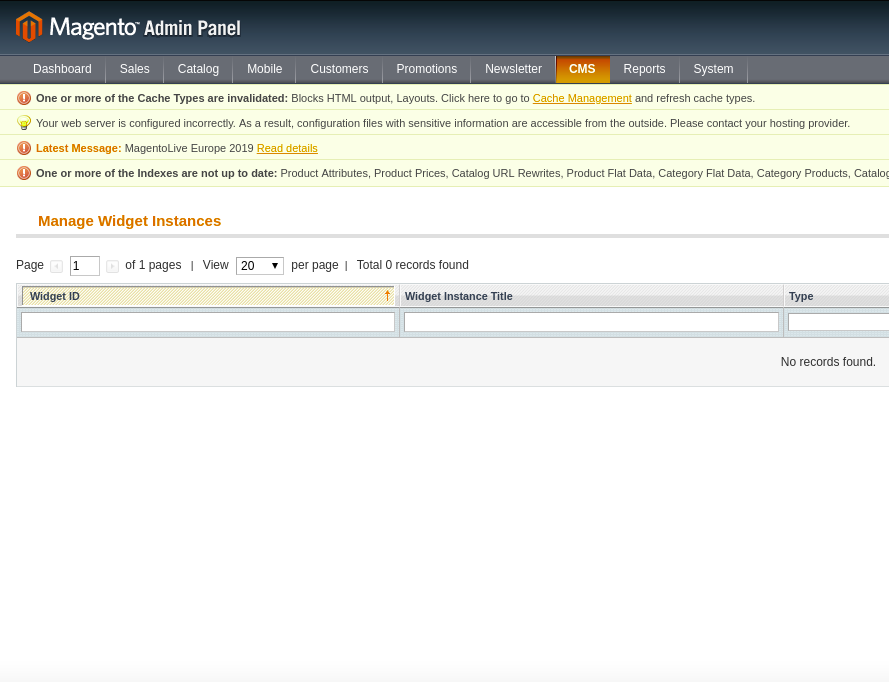 Magento™ Admin Panel
Dashboard Sales Catalog Mobile Customers Promotions Newsletter CMS Reports System
One or more of the Cache Types are invalidated: Blocks HTML output, Layouts. Click here to go to Cache Management and refresh cache types.
Your web server is configured incorrectly. As a result, configuration files with sensitive information are accessible from the outside. Please contact your hosting provider.
Latest Message: MagentoLive Europe 2019 Read details
One or more of the Indexes are not up to date: Product Attributes, Product Prices, Catalog URL Rewrites, Product Flat Data, Category Flat Data, Category Products, Catalog
Manage Widget Instances
Page 1 of 1 pages | View 20 per page | Total 0 records found
Widget ID Widget Instance Title Type
No records found.